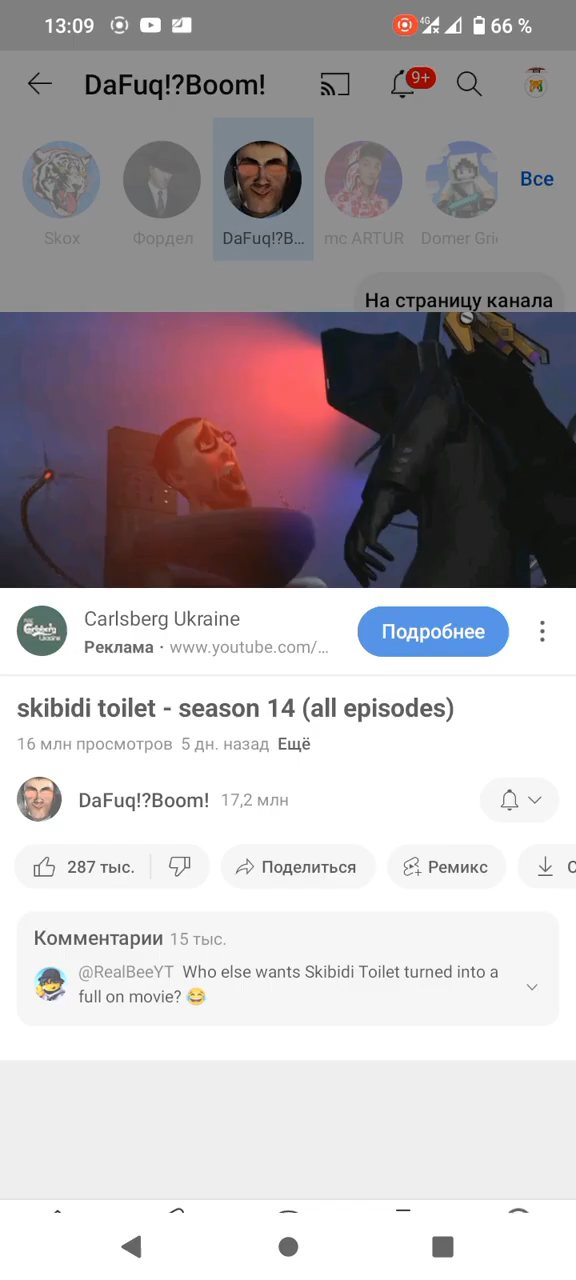 13:09
4G
66 %
DaFuq!?Boom!
9+
Skox
Фордел
DaFuq!?B...
mc ARTUR
Domer Gri
Все
На страницу канала
Carlsberg Ukraine
Реклама · www.youtube.com/...
Подробнее
skibidi toilet - season 14 (all episodes)
16 млн просмотров 5 дн. назад Ещё
DaFuq!?Boom! 17,2 млн
287 тыс.
Поделиться
Ремикс
С
Комментарии 15 тыс.
@RealBeeYT Who else wants Skibidi Toilet turned into a
full on movie? 😂